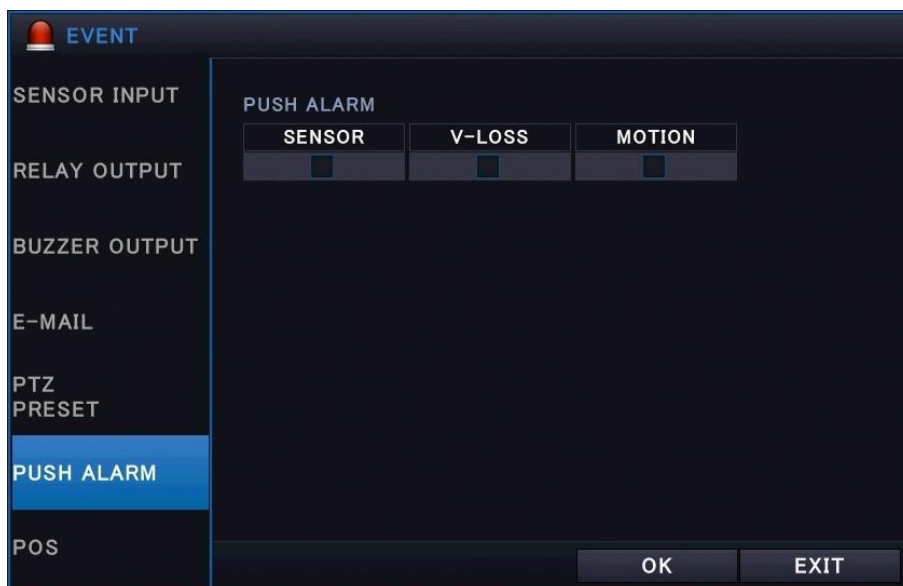 EVENT
SENSOR INPUT
RELAY OUTPUT
BUZZER OUTPUT
E-MAIL
PTZ
PRESET
PUSH ALARM
POS
PUSH ALARM
SENSOR V-LOSS MOTION
OK EXIT